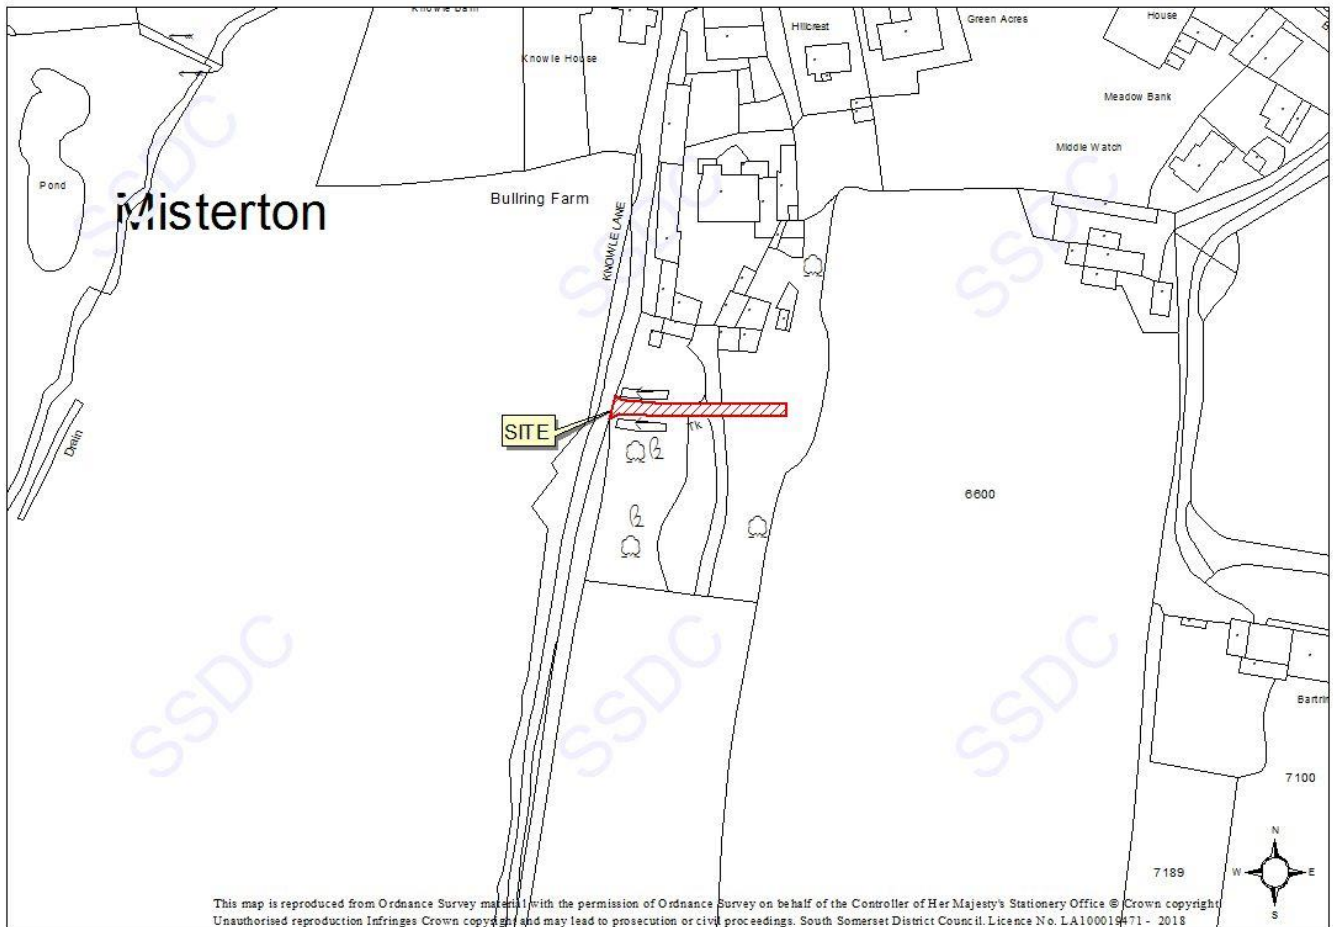 Knowle Barn
Hillcrest
Green Acres
House
Knowle House
Meadow Bank
Middle Watch
Pond
Misterton
Bullring Farm
KNOWLE LANE
SSDC
SSDC
SSDC
SITE
Tk
Drain
6600
SSDC
SSDC
SSDC
Bartrin
7100
7189
N
W
E
S
This map is reproduced from Ordnance Survey material with the permission of Ordnance Survey on behalf of the Controller of Her Majesty's Stationery Office © Crown copyright
Unauthorised reproduction Infringes Crown copyright and may lead to prosecution or civil proceedings. South Somerset District Council. Licence No. LA100019471 - 2018